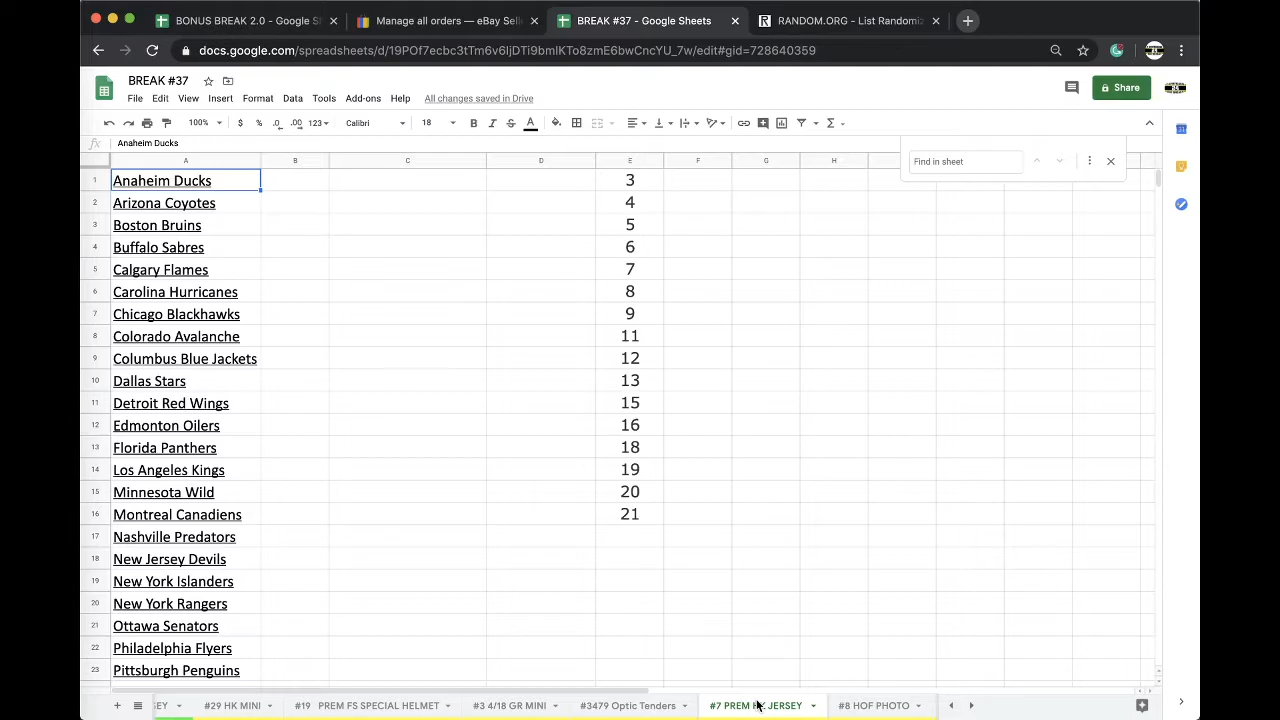 BONUS BREAK 2.0 - Google Sh
Manage all orders — eBay Sell
BREAK #37 - Google Sheets
RANDOM.ORG - List Randomiz
docs.google.com/spreadsheets/d/19POf7ecbc3tTm6v6IjDTi9bmIKTo8zmE6bwCncYU_7w/edit#gid=728640359
BREAK #37
File Edit View Insert Format Data Tools Add-ons Help All changes saved in Drive
Share
100% $ % .0 .00 123 Calibri 18 B I S A
fx Anaheim Ducks
Find in sheet
A B C D E F G H
1 Anaheim Ducks 3
2 Arizona Coyotes 4
3 Boston Bruins 5
4 Buffalo Sabres 6
5 Calgary Flames 7
6 Carolina Hurricanes 8
7 Chicago Blackhawks 9
8 Colorado Avalanche 11
9 Columbus Blue Jackets 12
10 Dallas Stars 13
11 Detroit Red Wings 15
12 Edmonton Oilers 16
13 Florida Panthers 18
14 Los Angeles Kings 19
15 Minnesota Wild 20
16 Montreal Canadiens 21
17 Nashville Predators
18 New Jersey Devils
19 New York Islanders
20 New York Rangers
21 Ottawa Senators
22 Philadelphia Flyers
23 Pittsburgh Penguins
SEY #29 HK MINI #19 PREM FS SPECIAL HELMET #3 4/18 GR MINI #3479 Optic Tenders #7 PREM JERSEY #8 HOF PHOTO